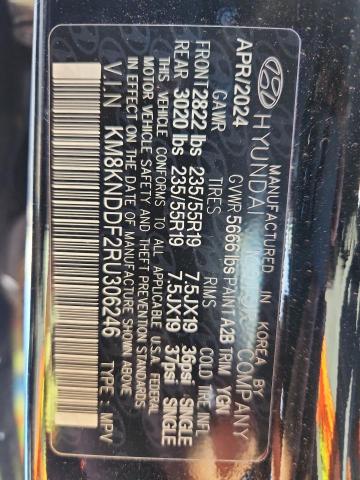 MANUFACTURED IN KOREA BY
HYUNDAI COMPANY
APR/2024 GVWR 5666 lbs PAINT A2B TRIM YGN
GAWR TIRES RIMS COLD TIRE INFL
FRONT 2822 lbs 235/55R19 7.5JX19 36psi SINGLE
REAR 3020 lbs 235/55R19 7.5JX19 37psi SINGLE
THIS VEHICLE CONFORMS TO ALL APPLICABLE U.S.A FEDERAL
MOTOR VEHICLE SAFETY AND THEFT PREVENTION STANDARDS
IN EFFECT ON THE DATE OF MANUFACTURE SHOWN ABOVE
V.I.N KM8KNDDF2RU306246 TYPE: MPV